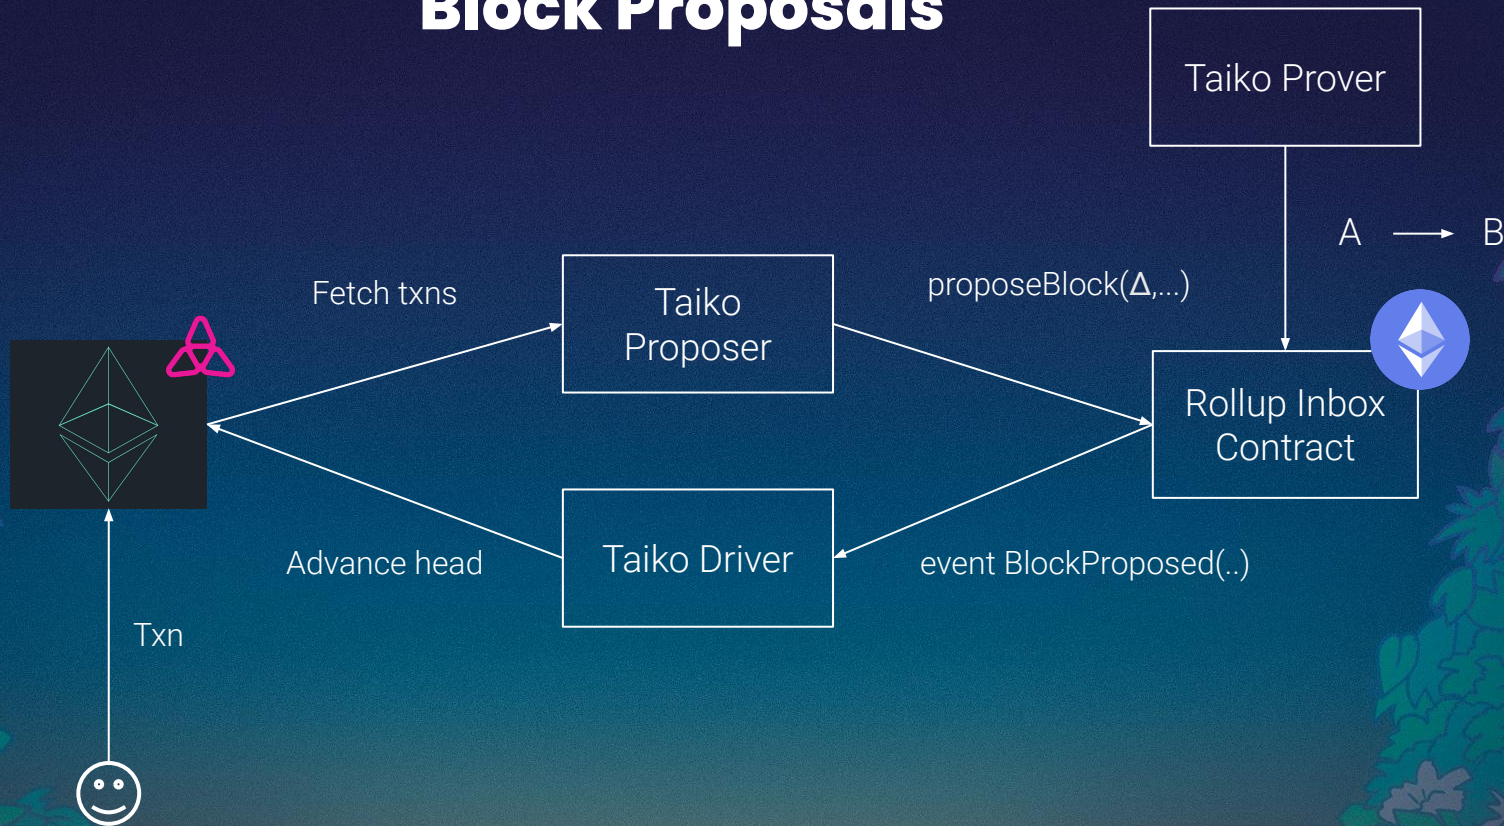 Block Proposals
Taiko Prover
A
B
Fetch txns
Taiko
Proposer
proposeBlock(Δ,...)
Rollup Inbox
Contract
Advance head
Taiko Driver
event BlockProposed(..)
Txn